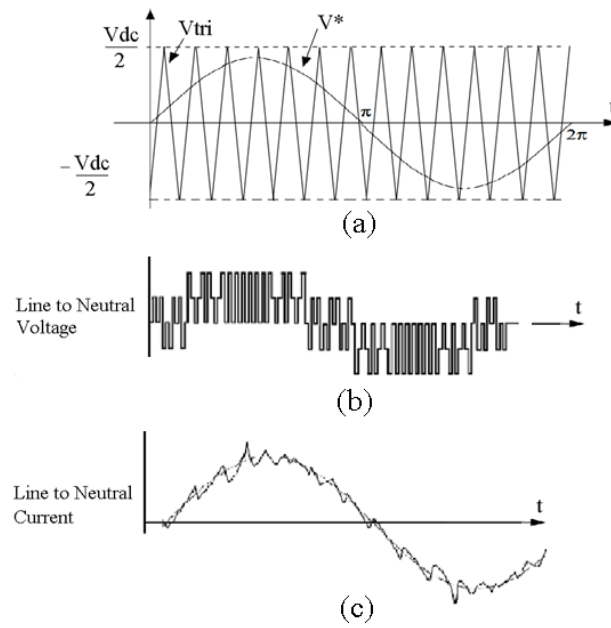 Vdc
2
Vtri
V*
t
π
2π
− Vdc
2
(a)
Line to Neutral
Voltage
t
(b)
Line to Neutral
Current
t
(c)